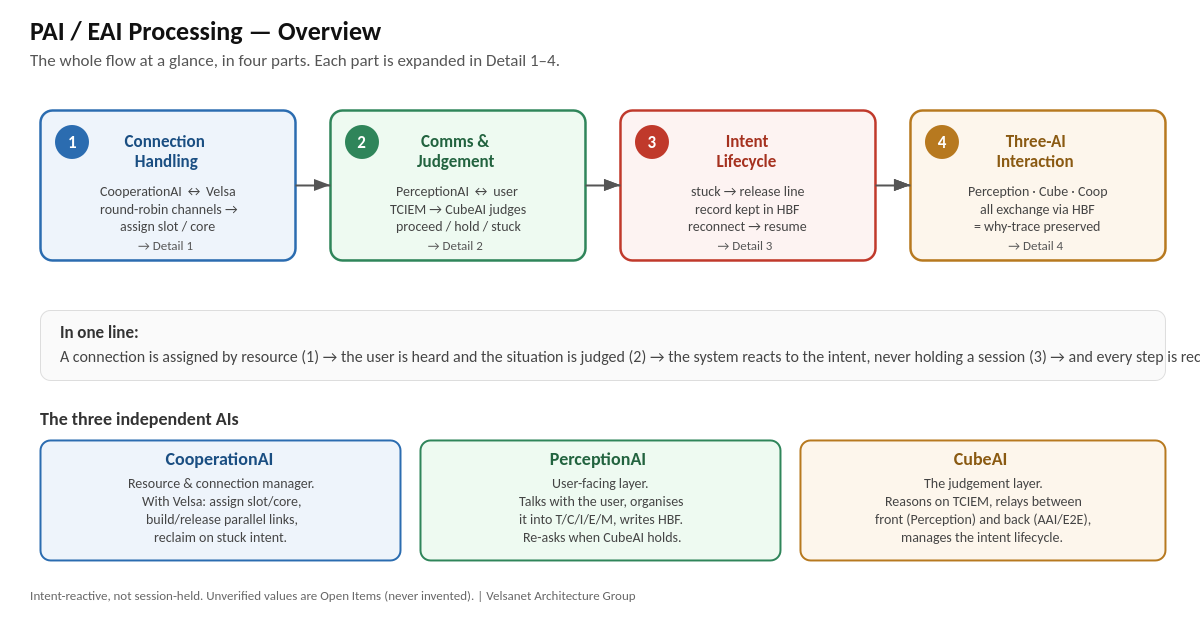 PAI / EAI Processing — Overview
The whole flow at a glance, in four parts. Each part is expanded in Detail 1–4.
1
Connection
Handling
CooperationAI ↔ Velsa
round-robin channels →
assign slot / core
→ Detail 1
2
Comms &
Judgement
PerceptionAI ↔ user
TCIEM → CubeAI judges
proceed / hold / stuck
→ Detail 2
3
Intent
Lifecycle
stuck → release line
record kept in HBF
reconnect → resume
→ Detail 3
4
Three-AI
Interaction
Perception · Cube · Coop
all exchange via HBF
= why-trace preserved
→ Detail 4
In one line:
A connection is assigned by resource (1) → the user is heard and the situation is judged (2) → the system reacts to the intent, never holding a session (3) → and every step is
The three independent AIs
CooperationAI
Resource & connection manager.
With Velsa: assign slot/core,
build/release parallel links,
reclaim on stuck intent.
PerceptionAI
User-facing layer.
Talks with the user, organises
it into T/C/I/E/M, writes HBF.
Re-asks when CubeAI holds.
CubeAI
The judgement layer.
Reasons on TCIEM, relays between
front (Perception) and back (AAI/E2E),
manages the intent lifecycle.
Intent-reactive, not session-held. Unverified values are Open Items (never invented). | Velsanet Architecture Group